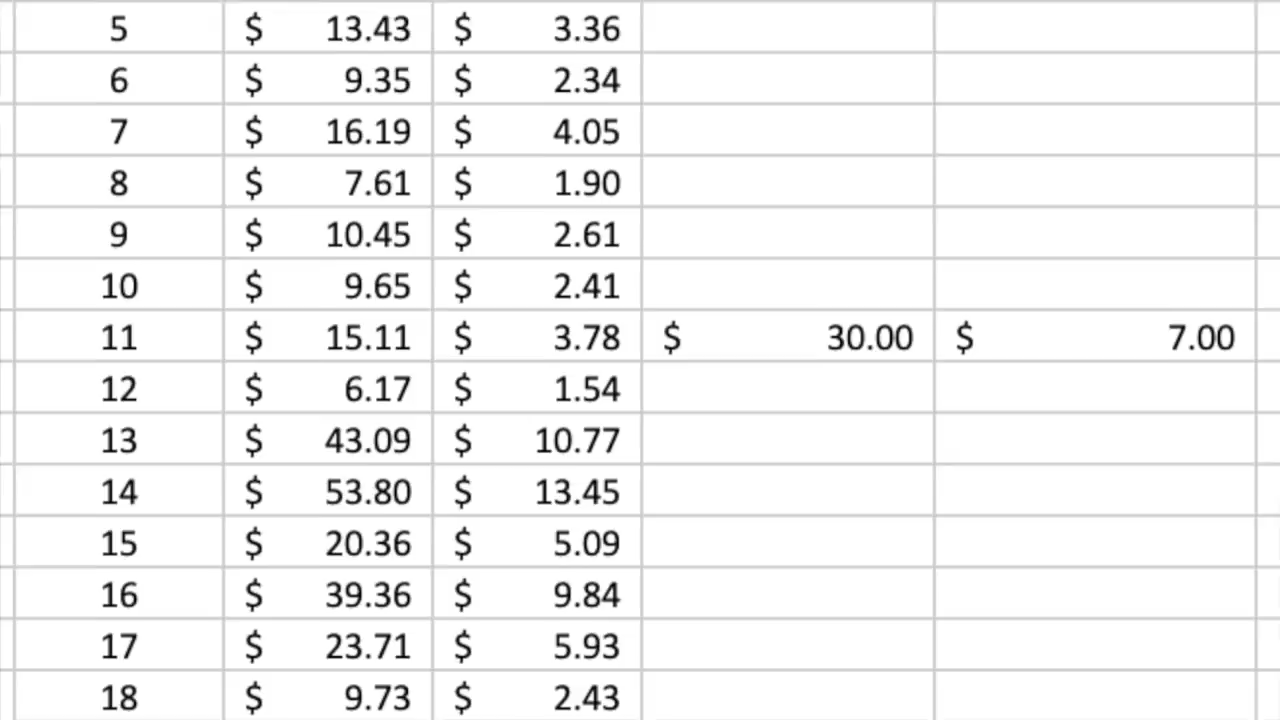 5 $ 13.43 $ 3.36
6 $ 9.35 $ 2.34
7 $ 16.19 $ 4.05
8 $ 7.61 $ 1.90
9 $ 10.45 $ 2.61
10 $ 9.65 $ 2.41
11 $ 15.11 $ 3.78 $ 30.00 $ 7.00
12 $ 6.17 $ 1.54
13 $ 43.09 $ 10.77
14 $ 53.80 $ 13.45
15 $ 20.36 $ 5.09
16 $ 39.36 $ 9.84
17 $ 23.71 $ 5.93
18 $ 9.73 $ 2.43